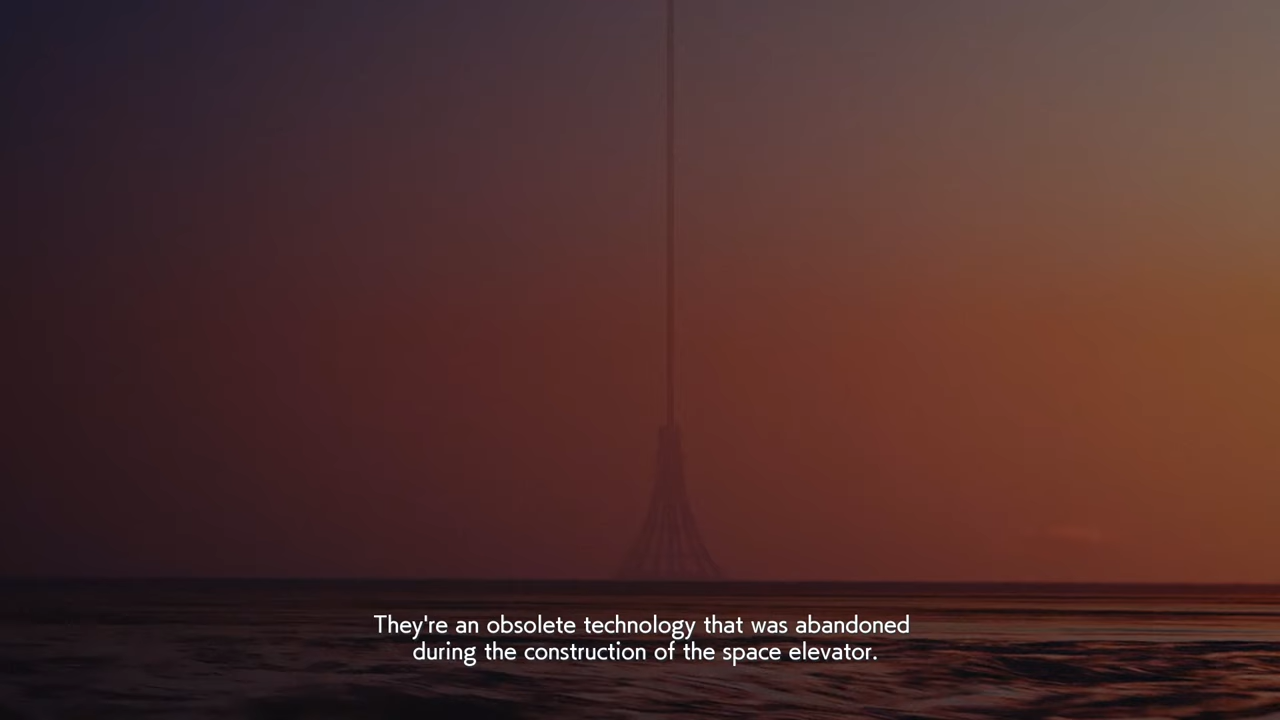 They're an obsolete technology that was abandoned
during the construction of the space elevator.